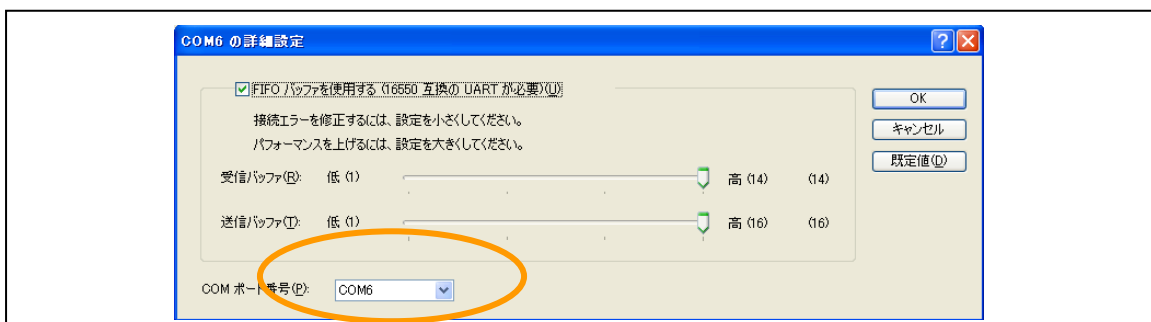 COM6 の詳細設定
FIFO バッファを使用する (16550 互換の UART が必要)(U)
OK
接続エラーを修正するには、設定を小さくしてください。
キャンセル
パフォーマンスを上げるには、設定を大きくしてください。
既定値(D)
受信バッファ(R): 低 (1) 高 (14) (14)
送信バッファ(T): 低 (1) 高 (16) (16)
COM ポート番号(P): COM6